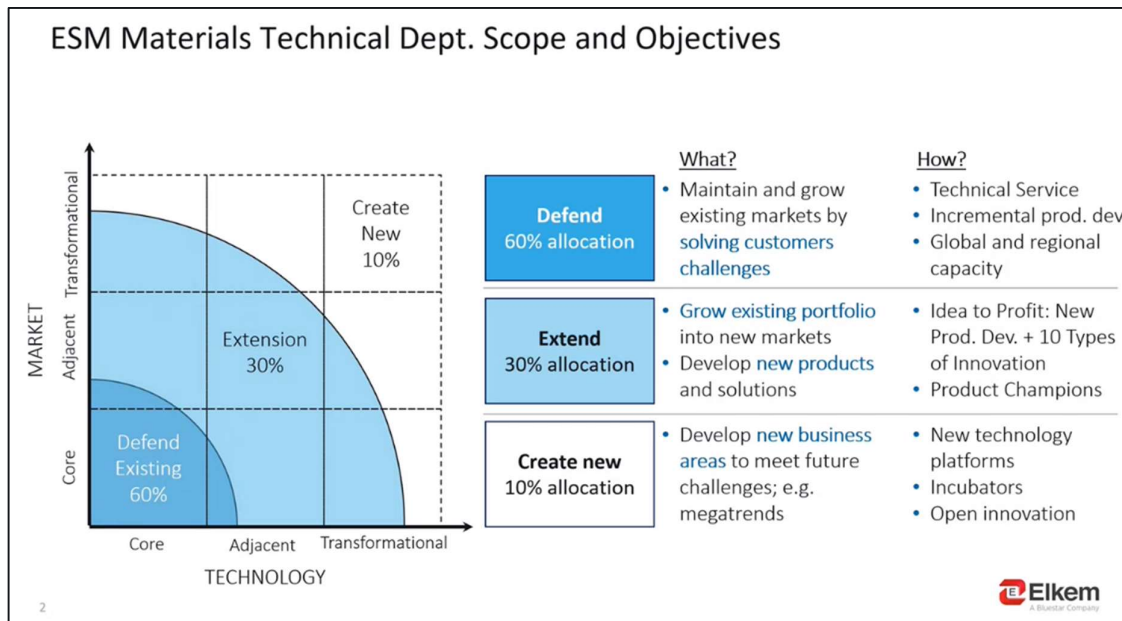 ESM Materials Technical Dept. Scope and Objectives
MARKET
Transformational
Adjacent
Core
Create
New
10%
Extension
30%
Defend
Existing
60%
Core
Adjacent
Transformational
TECHNOLOGY
What?
How?
Defend
60% allocation
• Maintain and grow
existing markets by
solving customers
challenges
• Technical Service
• Incremental prod. dev
• Global and regional
capacity
Extend
30% allocation
• Grow existing portfolio
into new markets
• Develop new products
and solutions
• Idea to Profit: New
Prod. Dev. + 10 Types
of Innovation
• Product Champions
Create new
10% allocation
• Develop new business
areas to meet future
challenges; e.g.
megatrends
• New technology
platforms
• Incubators
• Open innovation
2
E
Elkem
A Bluestar Company